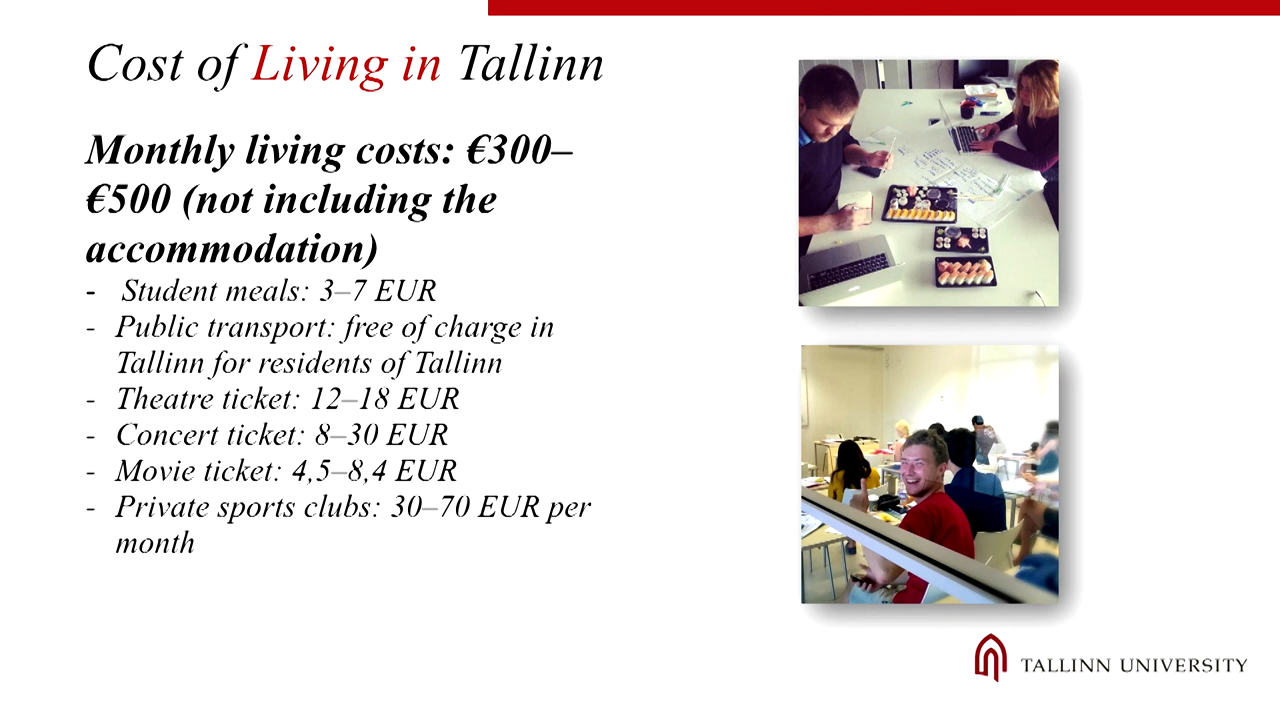 Cost of Living in Tallinn
Monthly living costs: €300–
€500 (not including the
accommodation)
- Student meals: 3–7 EUR
- Public transport: free of charge in
Tallinn for residents of Tallinn
- Theatre ticket: 12–18 EUR
- Concert ticket: 8–30 EUR
- Movie ticket: 4,5–8,4 EUR
- Private sports clubs: 30–70 EUR per
month
TALLINN UNIVERSITY